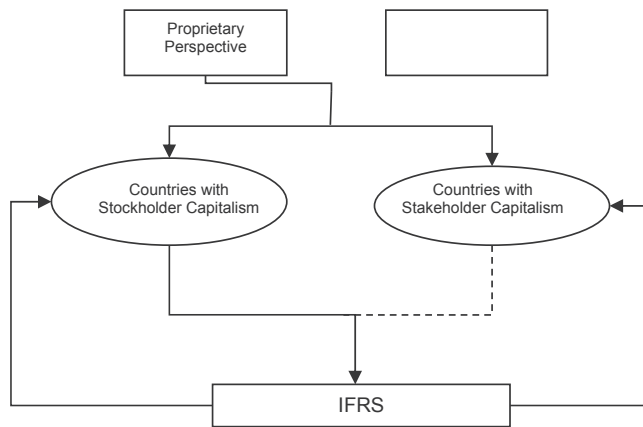 Proprietary
Perspective
Countries with
Stockholder Capitalism
Countries with
Stakeholder Capitalism
IFRS